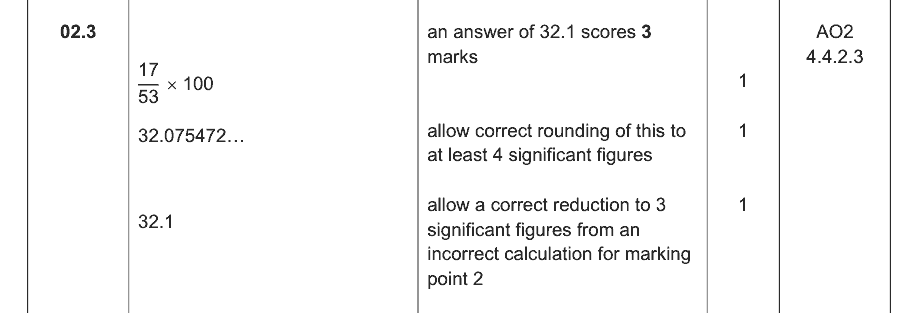 02.3
an answer of 32.1 scores 3
marks
AO2
4.4.2.3
17
53
× 100
1
32.075472…
allow correct rounding of this to
at least 4 significant figures
1
32.1
allow a correct reduction to 3
significant figures from an
incorrect calculation for marking
point 2
1